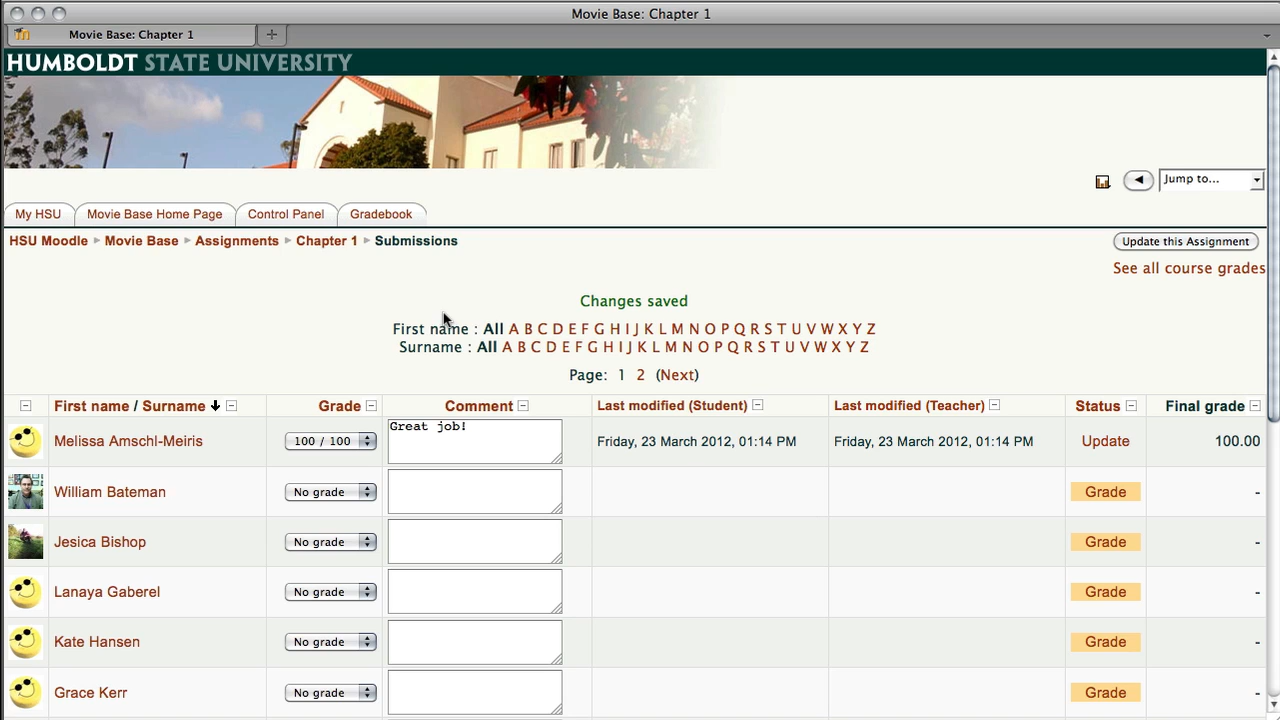 Movie Base: Chapter 1
Movie Base: Chapter 1
HUMBOLDT STATE UNIVERSITY
Jump to...
My HSU Movie Base Home Page Control Panel Gradebook
HSU Moodle Movie Base Assignments Chapter 1 Submissions Update this Assignment
See all course grades
Changes saved
First name : All A B C D E F G H I J K L M N O P Q R S T U V W X Y Z
Surname : All A B C D E F G H I J K L M N O P Q R S T U V W X Y Z
Page: 1 2 (Next)
First name / Surname Grade Comment Last modified (Student) Last modified (Teacher) Status Final grade
Melissa Amschl-Meiris 100 / 100 Great job! Friday, 23 March 2012, 01:14 PM Friday, 23 March 2012, 01:14 PM Update 100.00
William Bateman No grade Grade -
Jesica Bishop No grade Grade -
Lanaya Gaberel No grade Grade -
Kate Hansen No grade Grade -
Grace Kerr No grade Grade -